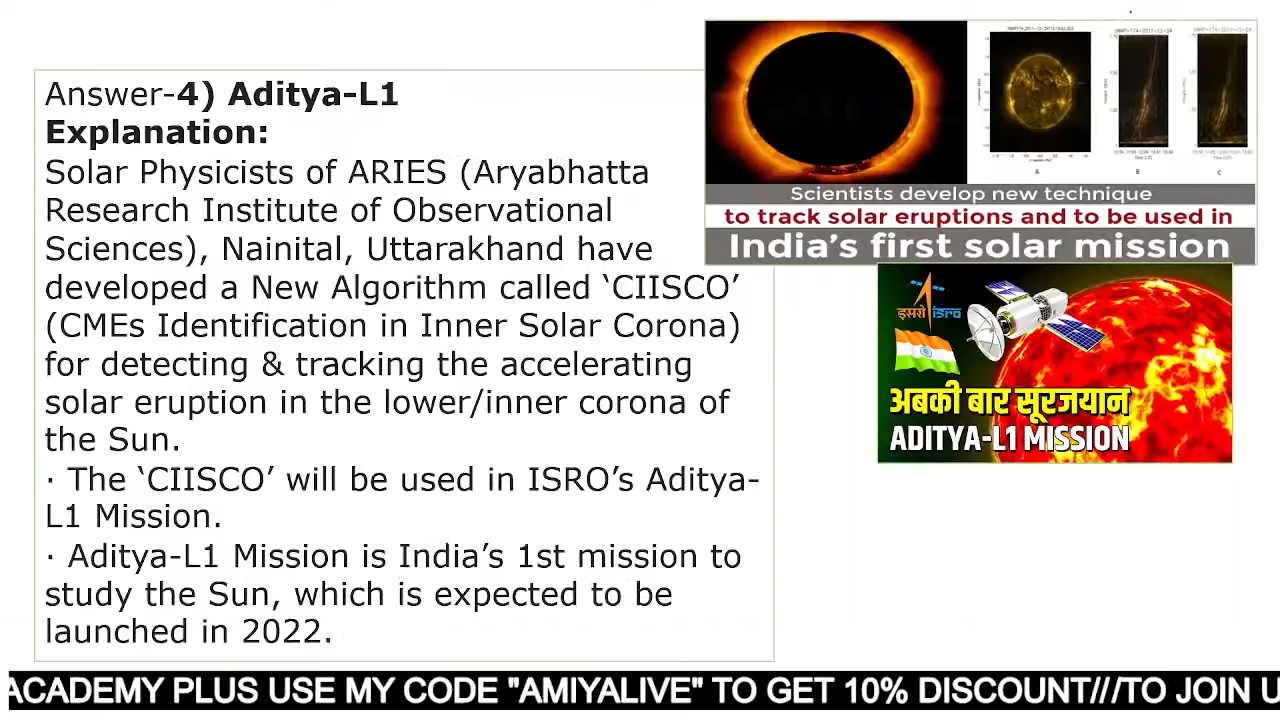 Answer-4) Aditya-L1
Explanation:
Solar Physicists of ARIES (Aryabhatta
Research Institute of Observational
Sciences), Nainital, Uttarakhand have
developed a New Algorithm called ‘CIISCO’
(CMEs Identification in Inner Solar Corona)
for detecting & tracking the accelerating
solar eruption in the lower/inner corona of
the Sun.
· The ‘CIISCO’ will be used in ISRO’s Aditya-
L1 Mission.
· Aditya-L1 Mission is India’s 1st mission to
study the Sun, which is expected to be
launched in 2022.
A
B
C
Scientists develop new technique
to track solar eruptions and to be used in
India’s first solar mission
इसरो isro
अबकी बार सूरजयान
ADITYA-L1 MISSION
ACADEMY PLUS USE MY CODE "AMIYALIVE" TO GET 10% DISCOUNT///TO JOIN U